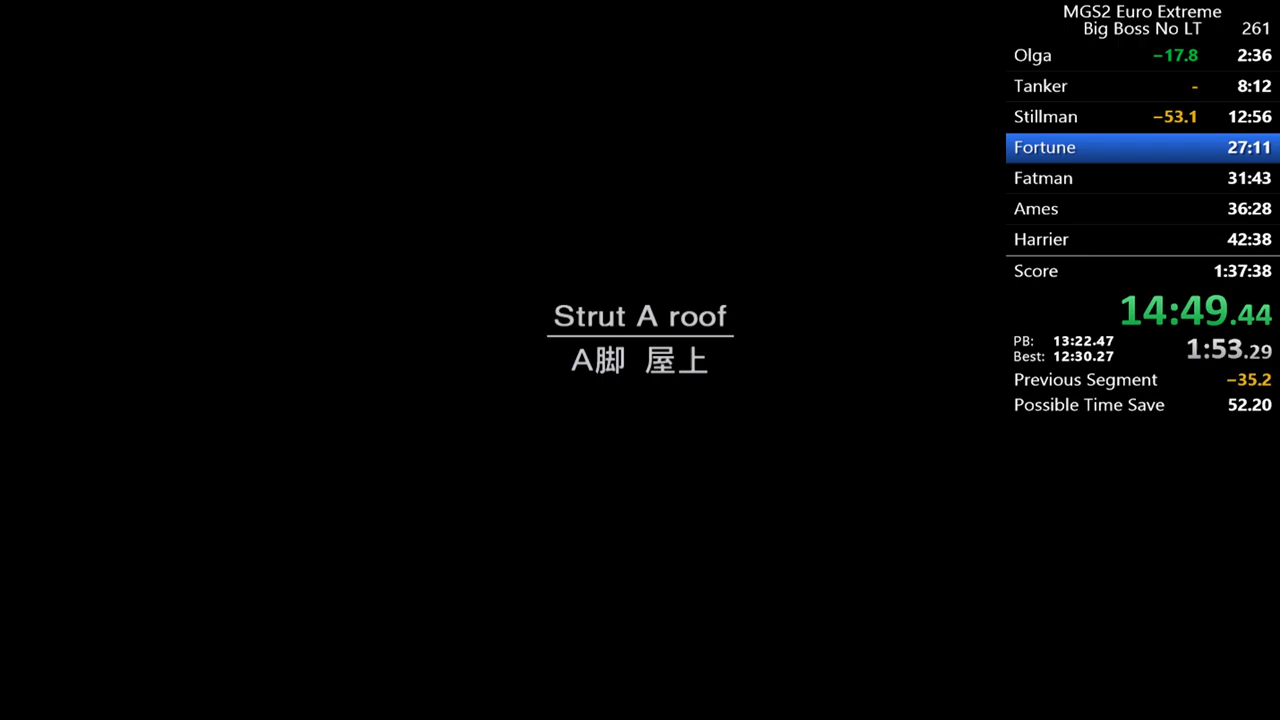 MGS2 Euro Extreme
Big Boss No LT 261
Olga −17.8 2:36
Tanker - 8:12
Stillman −53.1 12:56
Fortune 27:11
Fatman 31:43
Ames 36:28
Harrier 42:38
Score 1:37:38
14:49.44
PB: 13:22.47
Best: 12:30.27
1:53.29
Previous Segment −35.2
Possible Time Save 52.20
Strut A roof
A脚 屋上